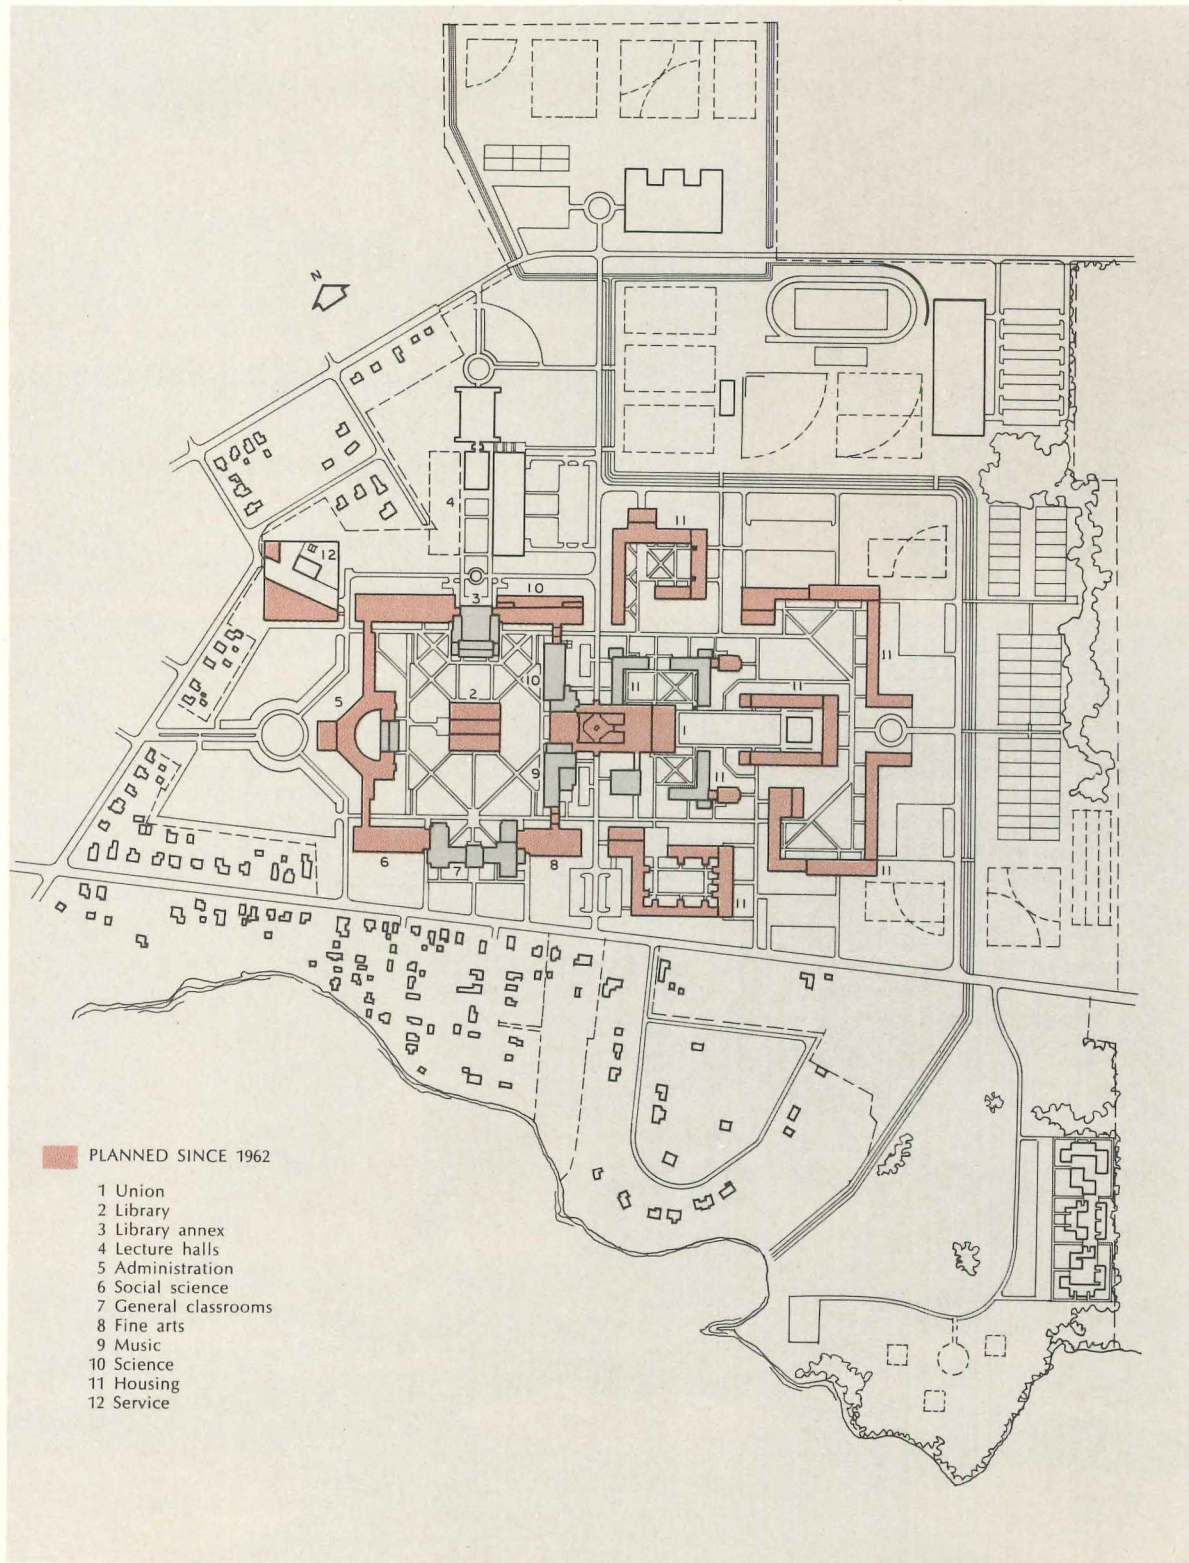 N
11
4
12
10
3
11
5
2
10
11
11
1
9
11
6
7
8
11
11
PLANNED SINCE 1962
1 Union
2 Library
3 Library annex
4 Lecture halls
5 Administration
6 Social science
7 General classrooms
8 Fine arts
9 Music
10 Science
11 Housing
12 Service